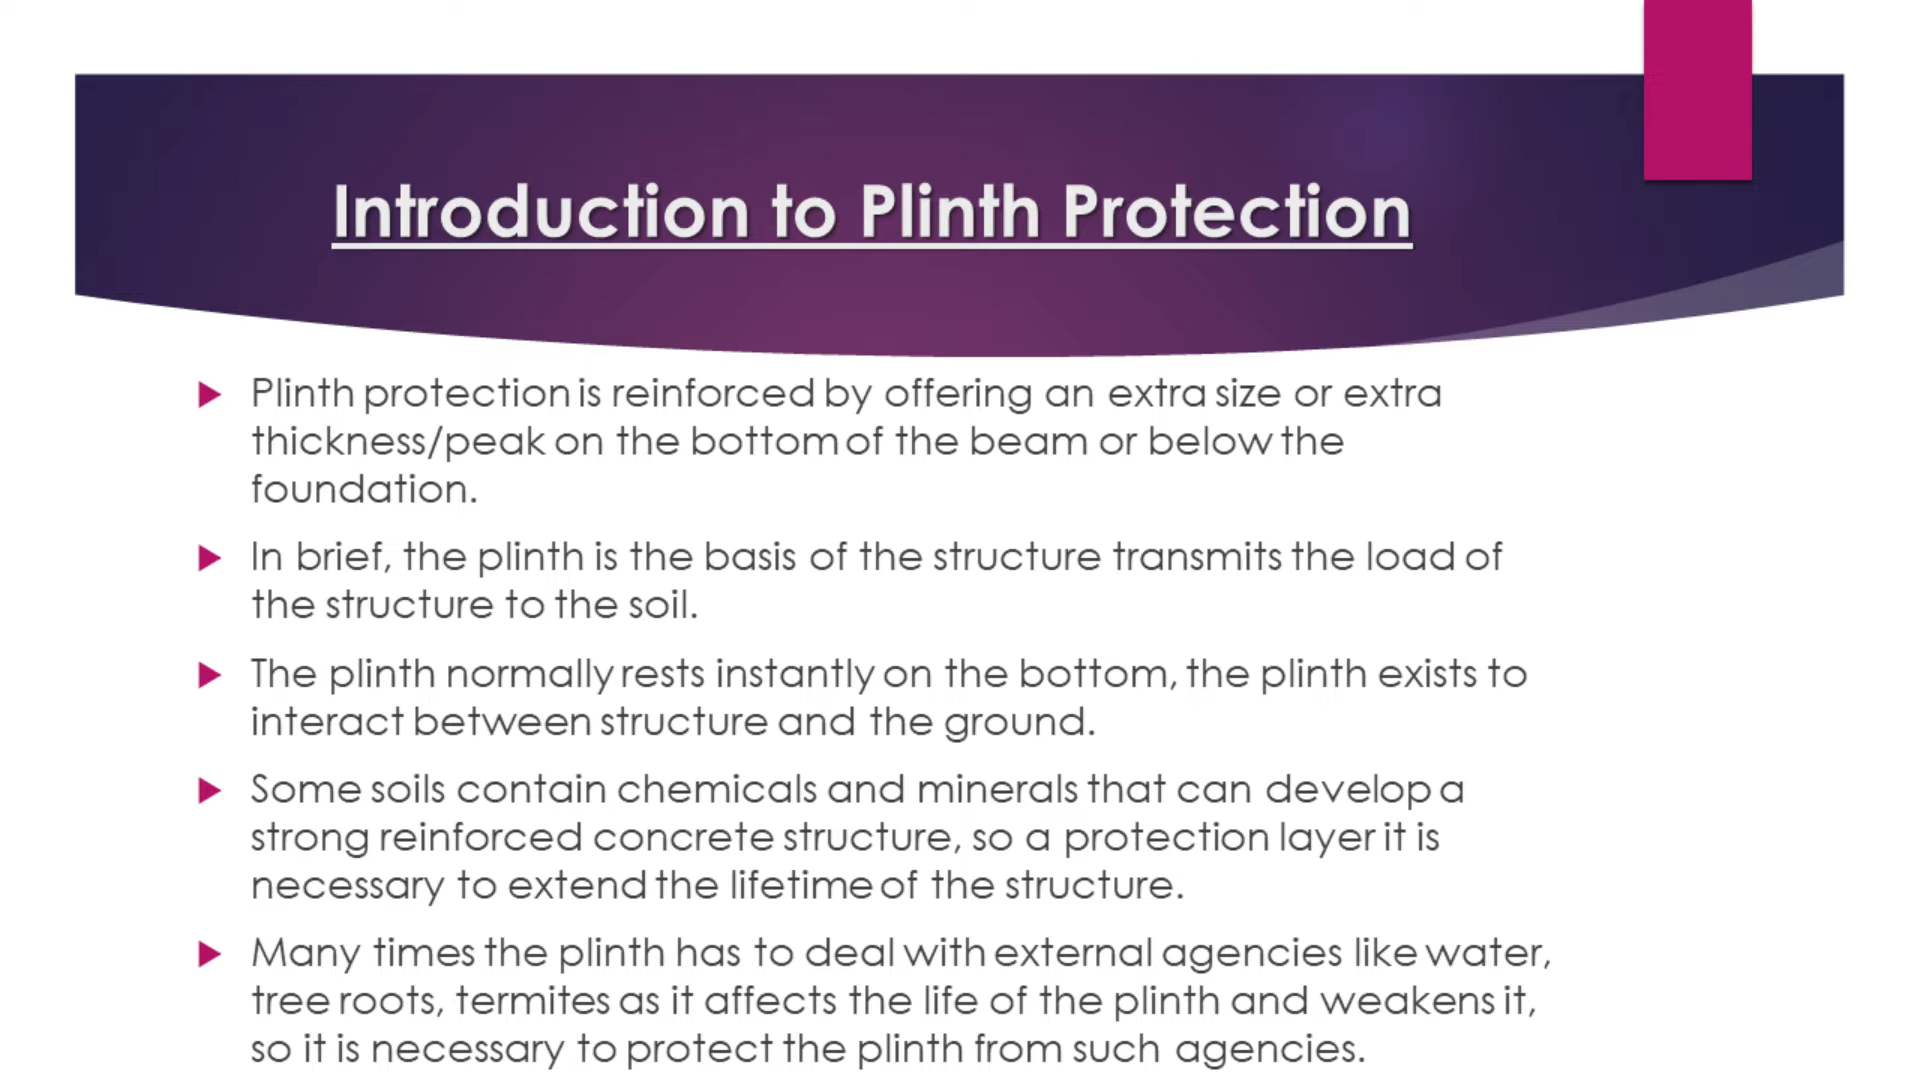 Introduction to Plinth Protection
Plinth protection is reinforced by offering an extra size or extra
thickness/peak on the bottom of the beam or below the
foundation.
In brief, the plinth is the basis of the structure transmits the load of
the structure to the soil.
The plinth normally rests instantly on the bottom, the plinth exists to
interact between structure and the ground.
Some soils contain chemicals and minerals that can develop a
strong reinforced concrete structure, so a protection layer it is
necessary to extend the lifetime of the structure.
Many times the plinth has to deal with external agencies like water,
tree roots, termites as it affects the life of the plinth and weakens it,
so it is necessary to protect the plinth from such agencies.